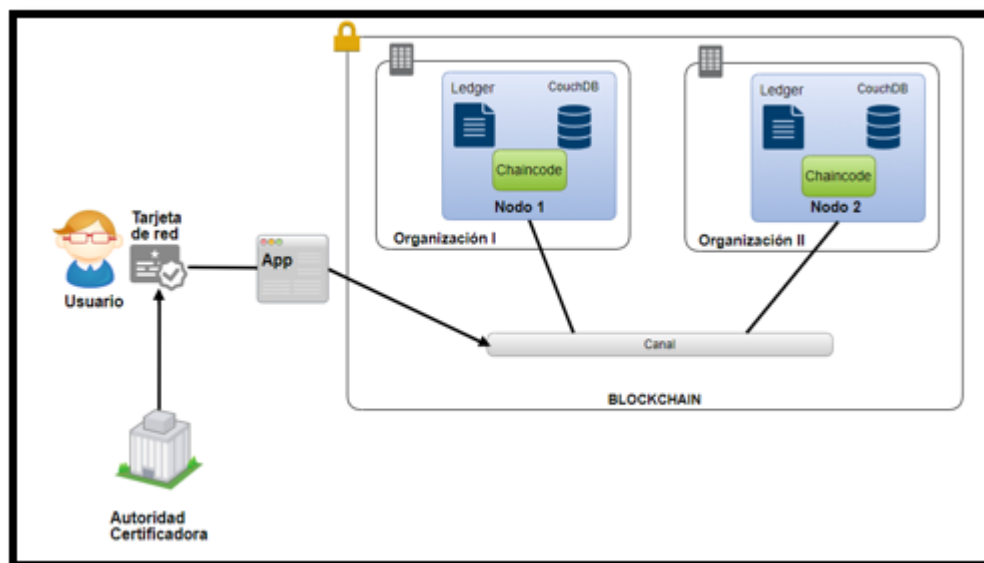 Ledger
CouchDB
Chaincode
Nodo 1
Organización I
Ledger
CouchDB
Chaincode
Nodo 2
Organización II
Tarjeta
de red
Usuario
App
Canal
BLOCKCHAIN
Autoridad
Certificadora